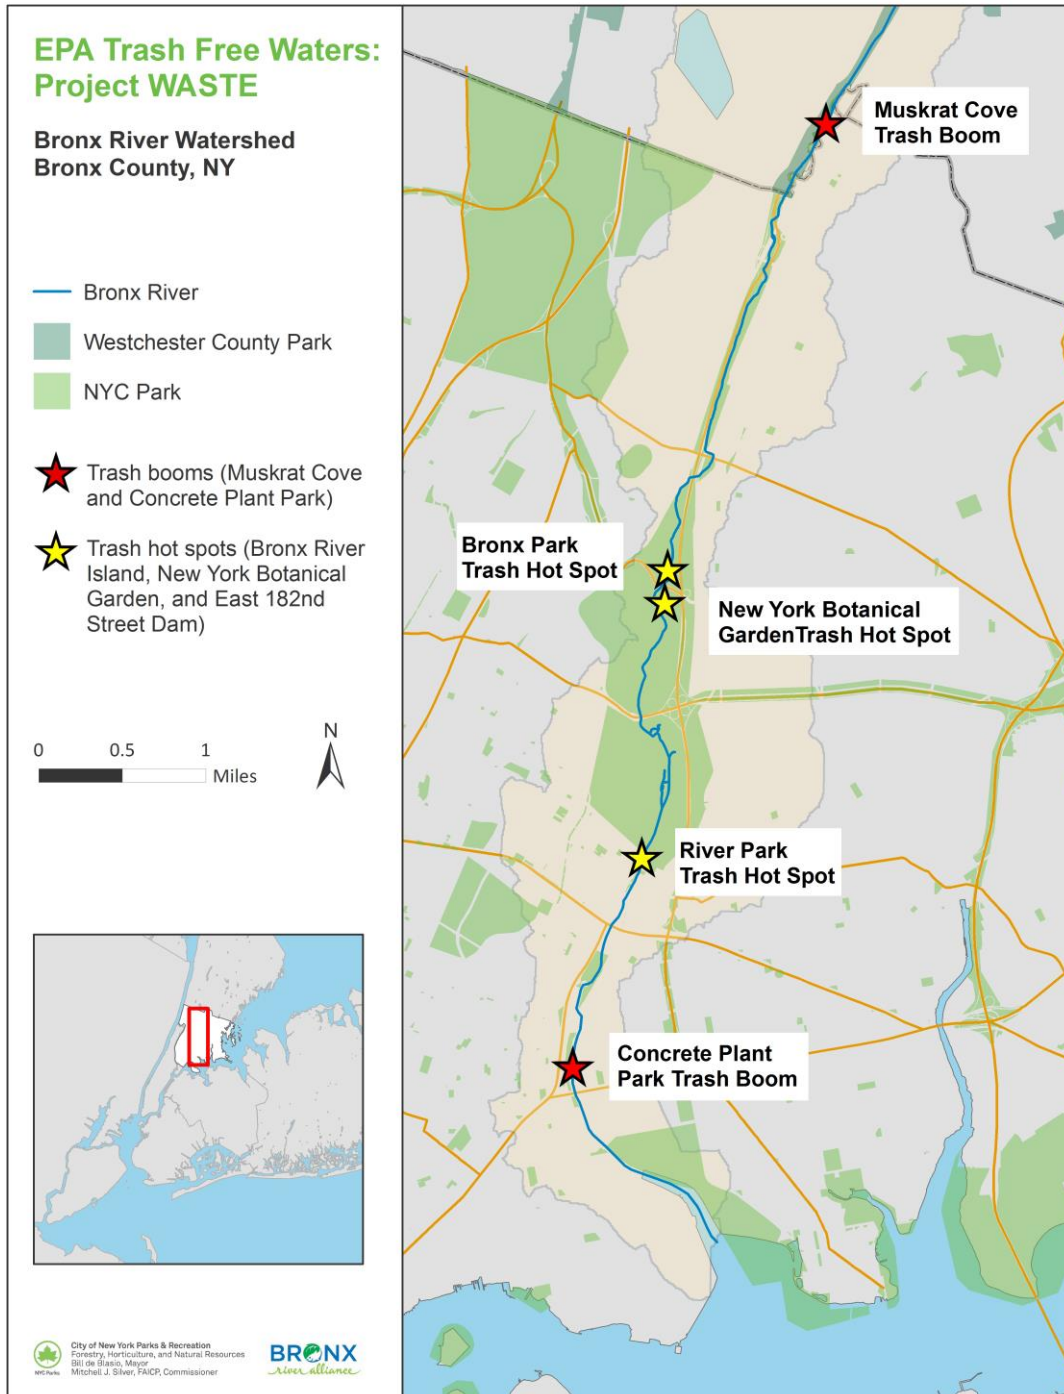 EPA Trash Free Waters:
Project WASTE
Bronx River Watershed
Bronx County, NY
Bronx River
Westchester County Park
NYC Park
Trash booms (Muskrat Cove
and Concrete Plant Park)
Trash hot spots (Bronx River
Island, New York Botanical
Garden, and East 182nd
Street Dam)
0 0.5 1
Miles
N
Muskrat Cove
Trash Boom
Bronx Park
Trash Hot Spot
New York Botanical
GardenTrash Hot Spot
River Park
Trash Hot Spot
Concrete Plant
Park Trash Boom
NYC Parks
City of New York Parks & Recreation
Forestry, Horticulture, and Natural Resources
Bill de Blasio, Mayor
Mitchell J. Silver, FAICP, Commissioner
BRONX
river alliance